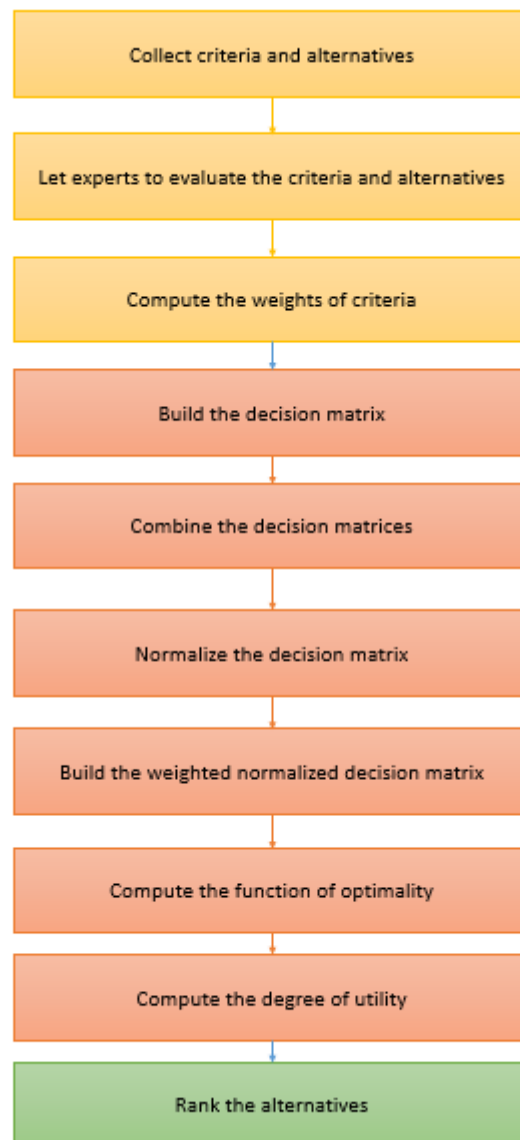 Collect criteria and alternatives
Let experts to evaluate the criteria and alternatives
Compute the weights of criteria
Build the decision matrix
Combine the decision matrices
Normalize the decision matrix
Build the weighted normalized decision matrix
Compute the function of optimality
Compute the degree of utility
Rank the alternatives